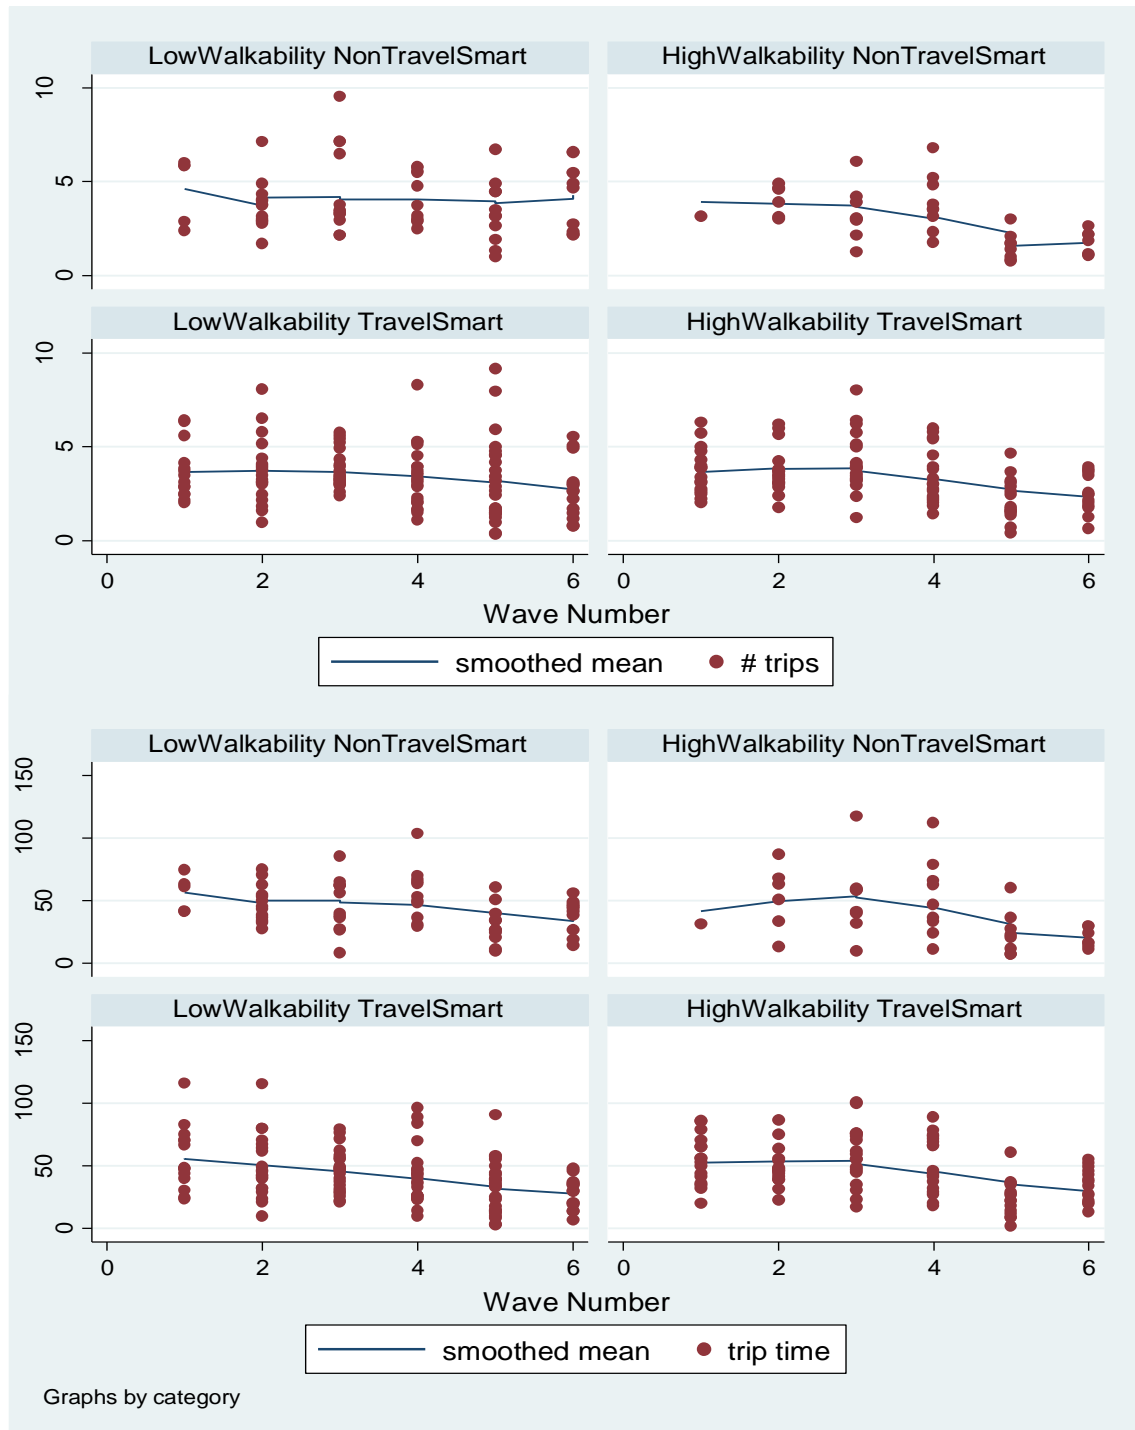 LowWalkability NonTravelSmart HighWalkability NonTravelSmart
10
5
0
LowWalkability TravelSmart HighWalkability TravelSmart
10
5
0
0 2 4 6 0 2 4 6
Wave Number
smoothed mean # trips
LowWalkability NonTravelSmart HighWalkability NonTravelSmart
150
100
50
0
LowWalkability TravelSmart HighWalkability TravelSmart
150
100
50
0
0 2 4 6 0 2 4 6
Wave Number
smoothed mean trip time
Graphs by category